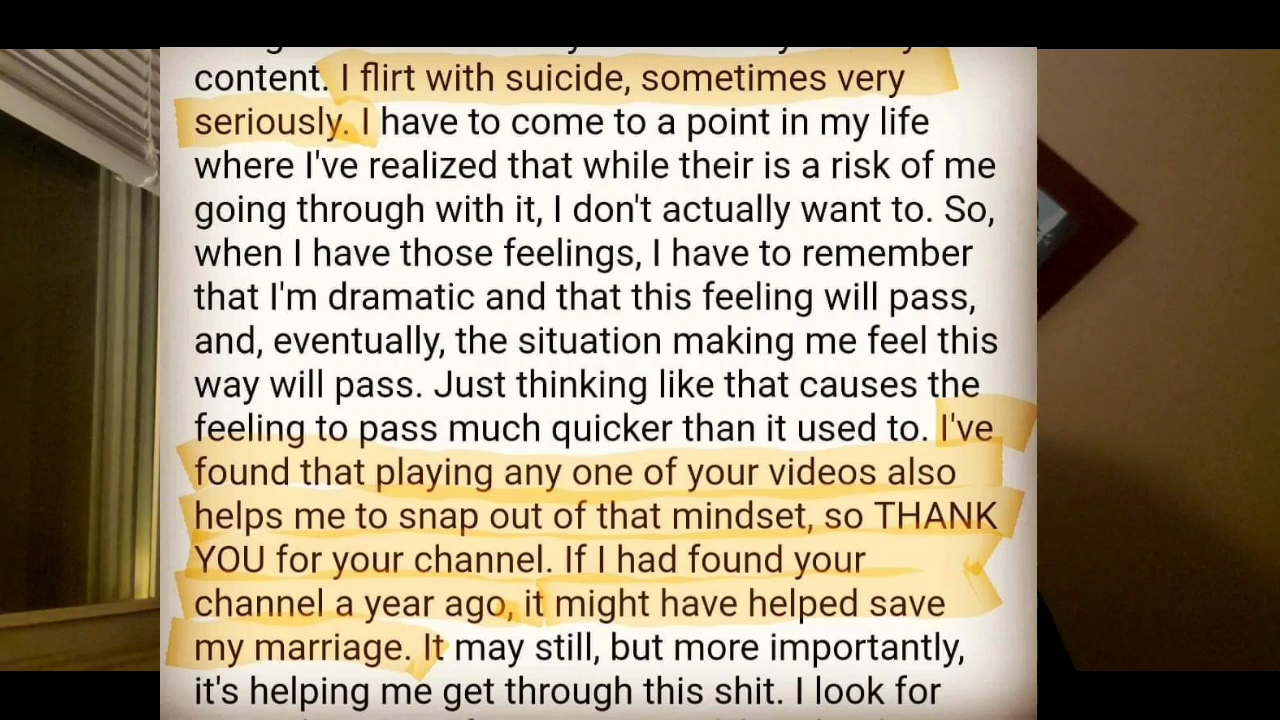 content. I flirt with suicide, sometimes very
seriously. I have to come to a point in my life
where I've realized that while their is a risk of me
going through with it, I don't actually want to. So,
when I have those feelings, I have to remember
that I'm dramatic and that this feeling will pass,
and, eventually, the situation making me feel this
way will pass. Just thinking like that causes the
feeling to pass much quicker than it used to. I've
found that playing any one of your videos also
helps me to snap out of that mindset, so THANK
YOU for your channel. If I had found your
channel a year ago, it might have helped save
my marriage. It may still, but more importantly,
it's helping me get through this shit. I look for